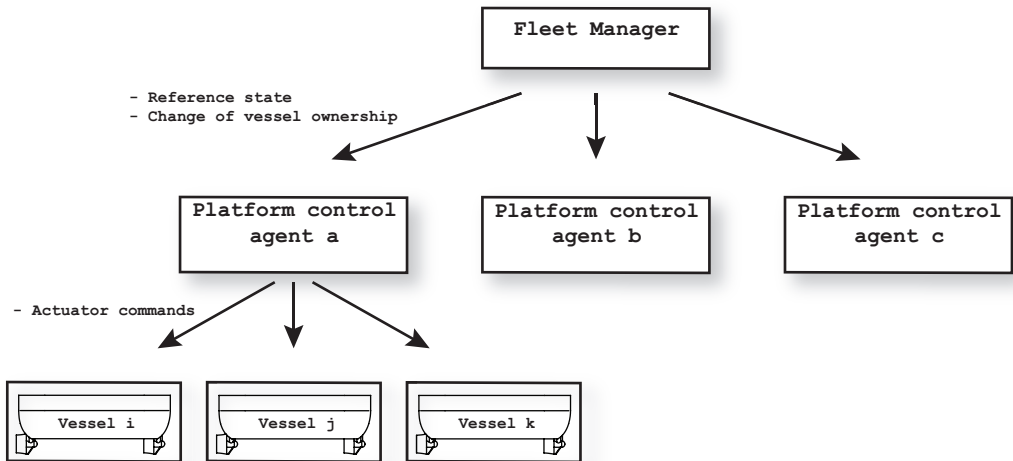 Fleet Manager
- Reference state
- Change of vessel ownership
Platform control
agent a
Platform control
agent b
Platform control
agent c
- Actuator commands
Vessel i
Vessel j
Vessel k